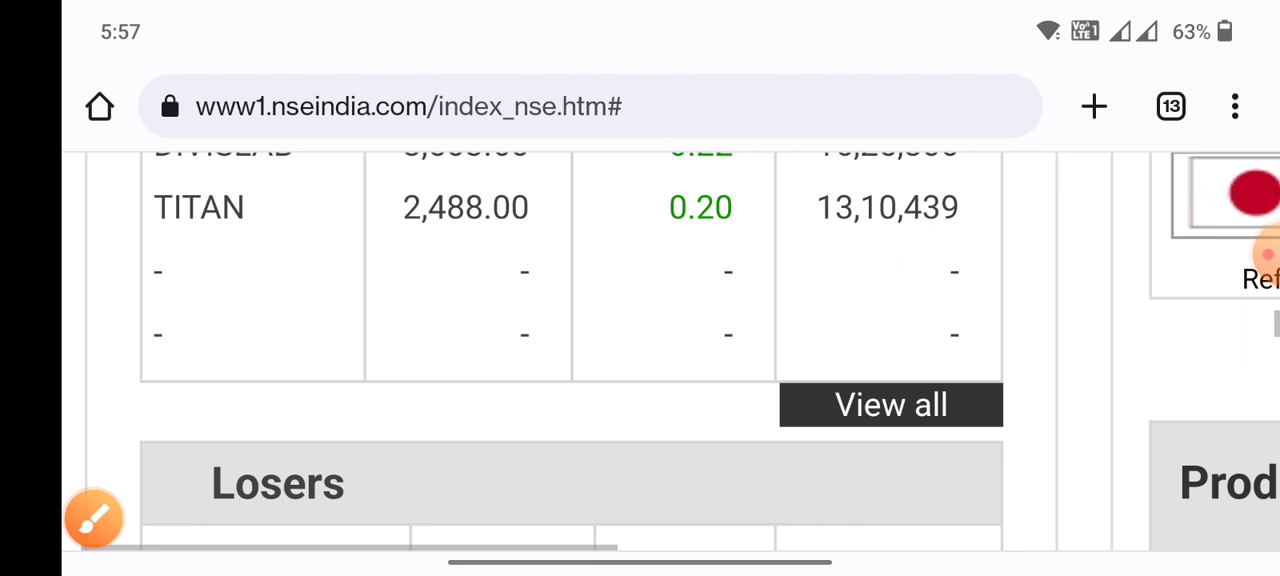 5:57
63%
www1.nseindia.com/index_nse.htm#
13
TITAN 2,488.00 0.20 13,10,439
- - - -
- - - -
View all
Losers